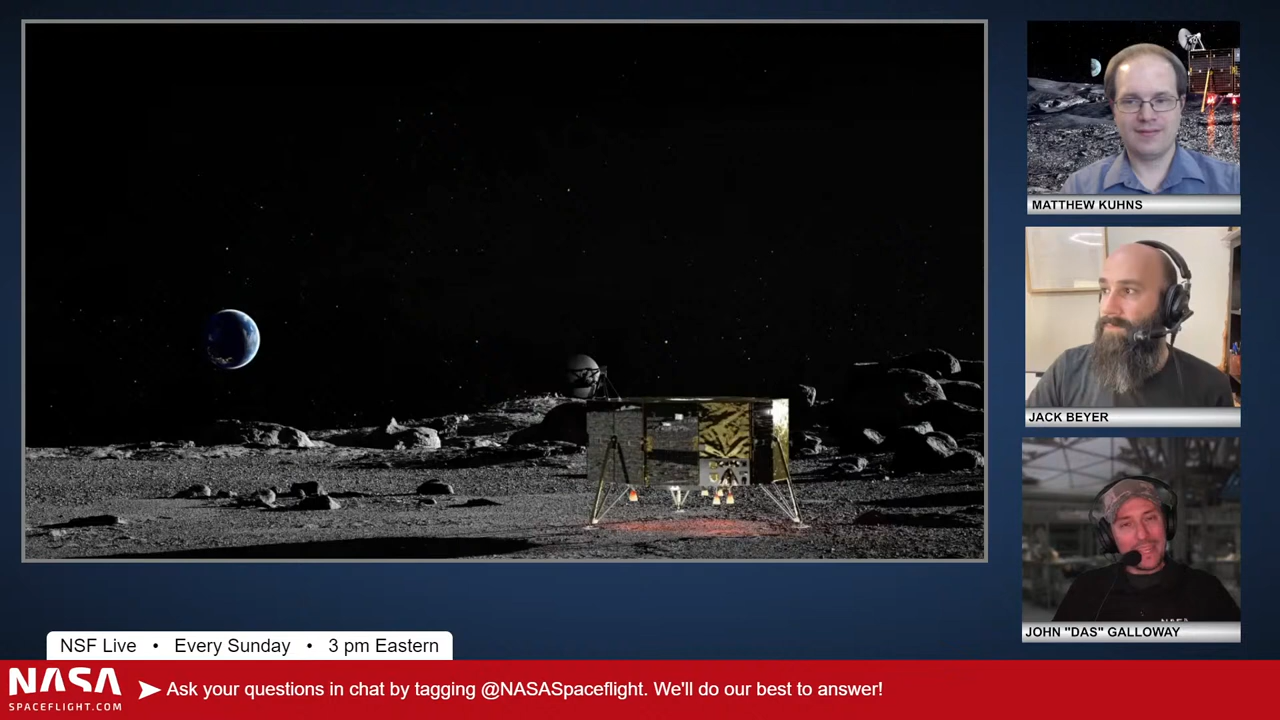 MATTHEW KUHNS
JACK BEYER
JOHN "DAS" GALLOWAY
NSF Live • Every Sunday • 3 pm Eastern
NASA
SPACEFLIGHT.COM
Ask your questions in chat by tagging @NASASpaceflight. We'll do our best to answer!